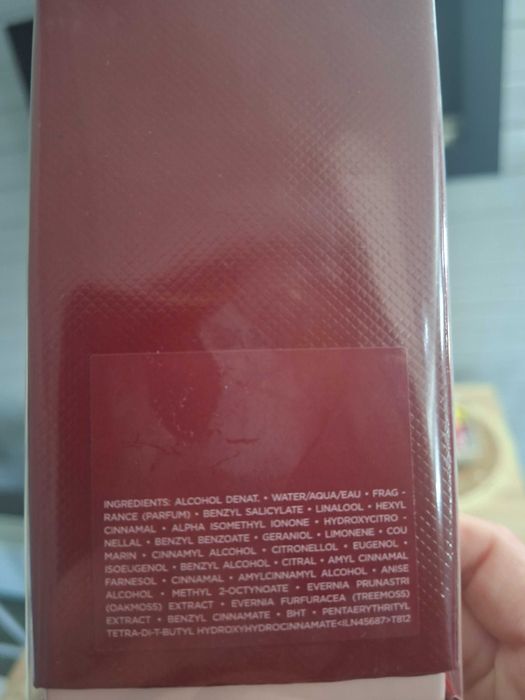 INGREDIENTS: ALCOHOL DENAT. • WATER/AQUA/EAU • FRAG -
RANCE (PARFUM) • BENZYL SALICYLATE • LINALOOL • HEXYL
CINNAMAL • ALPHA ISOMETHYL IONONE • HYDROXYCITRO -
NELLAL • BENZYL BENZOATE • GERANIOL • LIMONENE • COU
MARIN • CINNAMYL ALCOHOL • CITRONELLOL • EUGENOL •
ISOEUGENOL • BENZYL ALCOHOL • CITRAL • AMYL CINNAMAL
FARNESOL • CINNAMAL • AMYLCINNAMYL ALCOHOL • ANISE
ALCOHOL • METHYL 2-OCTYNOATE • EVERNIA PRUNASTRI
(OAKMOSS) EXTRACT • EVERNIA FURFURACEA (TREEMOSS)
EXTRACT • BENZYL CINNAMATE • BHT • PENTAERYTHRITYL
TETRA-DI-T-BUTYL HYDROXYHYDROCINNAMATE<ILN45687>T812